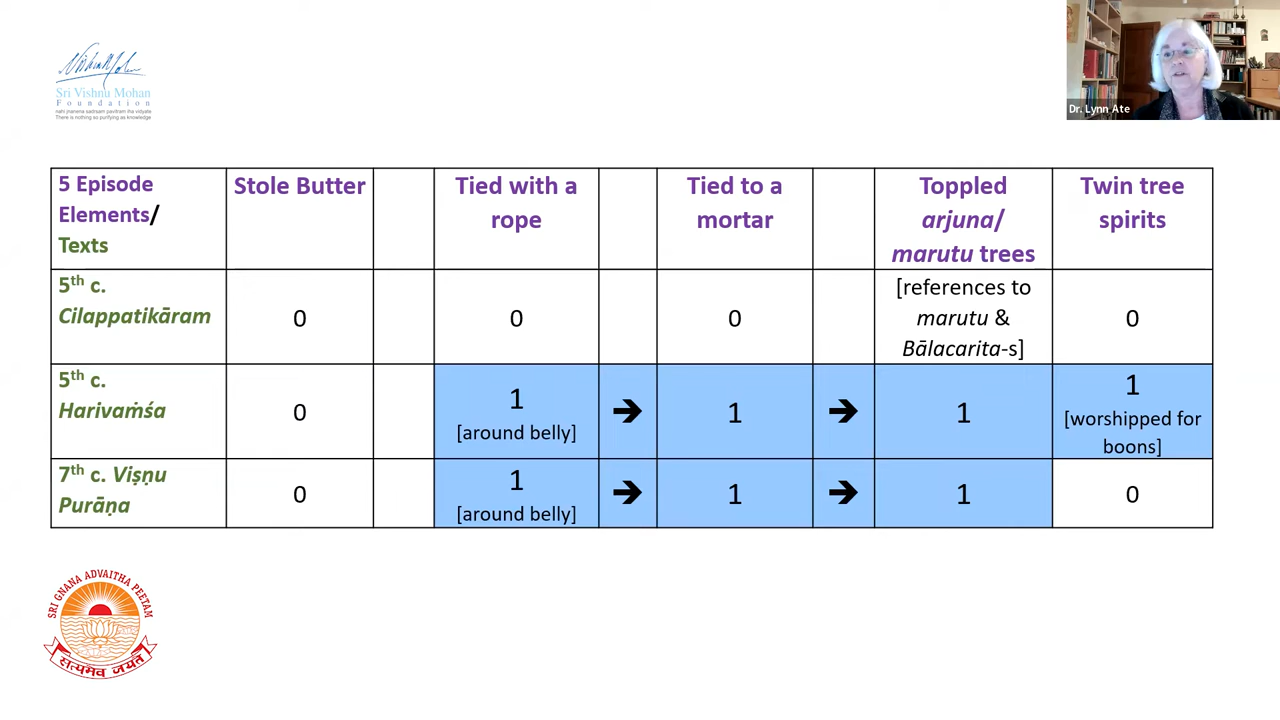 Sri Vishnu Mohan
Foundation
nahi jnanena sadrsam pavitram iha vidyate
There is nothing so purifying as knowledge
Dr. Lynn Ate
5 Episode
Elements/
Texts
Stole Butter
Tied with a
rope
Tied to a
mortar
Toppled
arjuna/
marutu trees
Twin tree
spirits
5th c.
Cilappatikāram
0
0
0
[references to
marutu &
Bālacarita-s]
0
5th c.
Harivaṁśa
0
1
[around belly]
➔
1
➔
1
1
[worshipped for
boons]
7th c. Viṣṇu
Purāṇa
0
1
[around belly]
➔
1
➔
1
0
SRI GNANA ADVAITHA PEETAM
सत्यमेव जयते